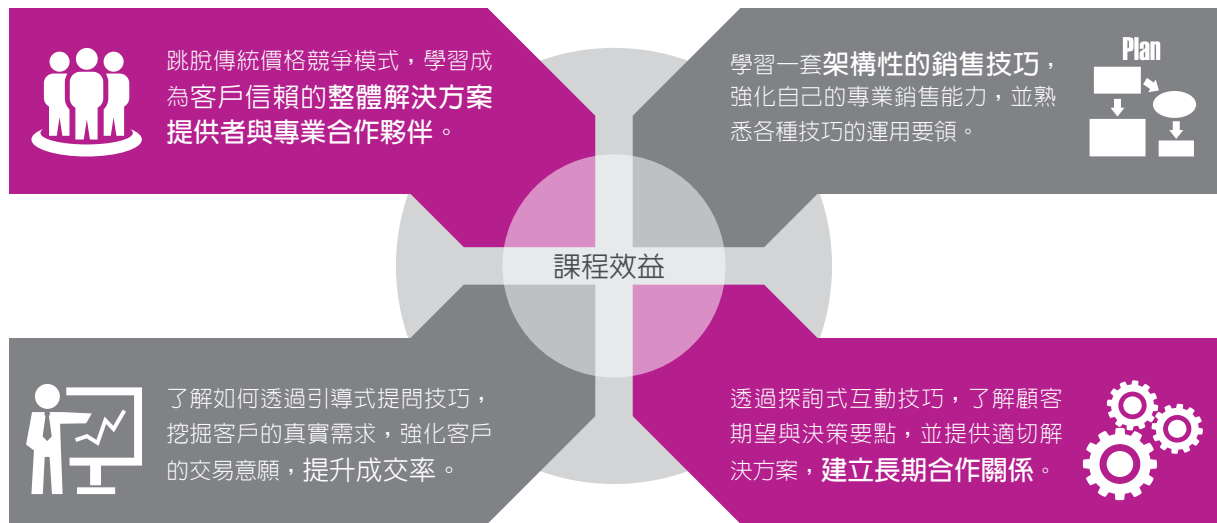 跳脫傳統價格競爭模式，學習成
為客戶信賴的整體解決方案
提供者與專業合作夥伴。
學習一套架構性的銷售技巧，
強化自己的專業銷售能力，並熟
悉各種技巧的運用要領。
Plan
課程效益
了解如何透過引導式提問技巧，
挖掘客戶的真實需求，強化客戶
的交易意願，提升成交率。
透過探詢式互動技巧，了解顧客
期望與決策要點，並提供適切解
決方案，建立長期合作關係。